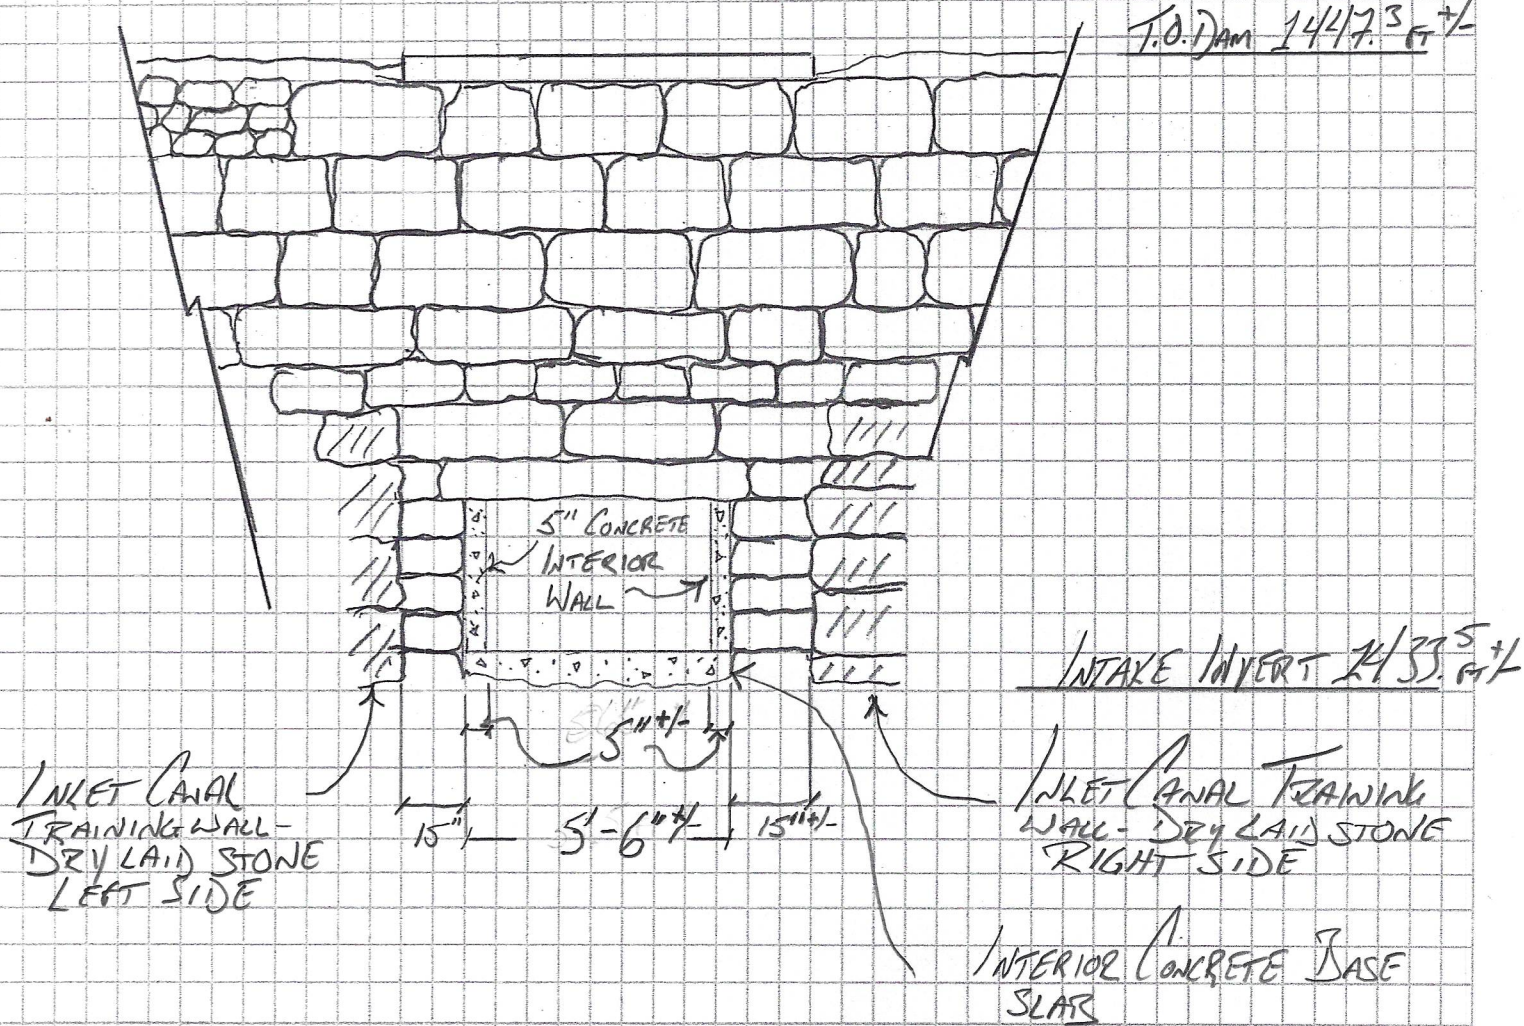 T.O. DAM 1447.3 FT +/-
5" CONCRETE
INTERIOR
WALL
INTAKE INVERT 1433.5 FT +/-
5" +/-
INLET CANAL
TRAINING WALL-
DRY LAID STONE
LEFT SIDE
15"
5'-6" +/-
15" +/-
INLET CANAL TRAINING
WALL- DRY LAID STONE
RIGHT SIDE
INTERIOR CONCRETE BASE
SLAB